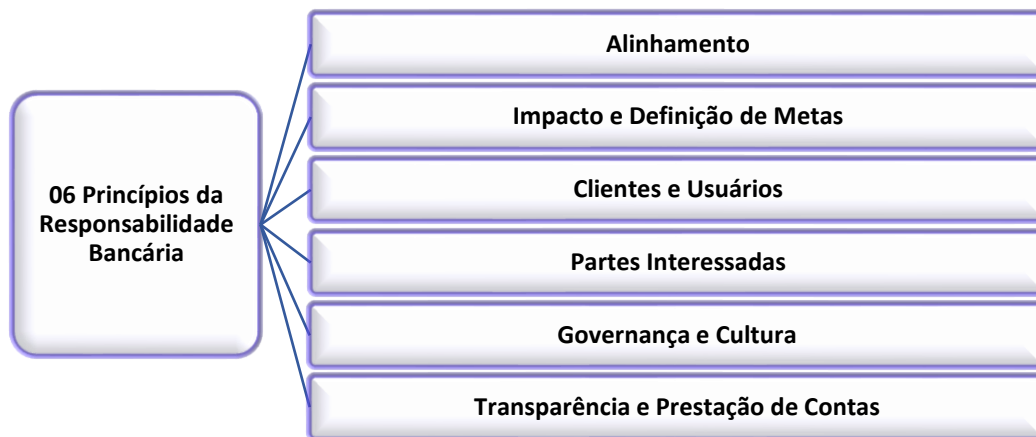 06 Princípios da
Responsabilidade
Bancária
Alinhamento
Impacto e Definição de Metas
Clientes e Usuários
Partes Interessadas
Governança e Cultura
Transparência e Prestação de Contas